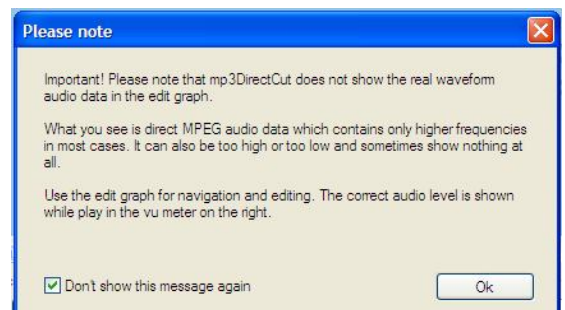 Please note
Important! Please note that mp3DirectCut does not show the real waveform
audio data in the edit graph.
What you see is direct MPEG audio data which contains only higher frequencies
in most cases. It can also be too high or too low and sometimes show nothing at
all.
Use the edit graph for navigation and editing. The correct audio level is shown
while play in the vu meter on the right.
Don't show this message again
Ok